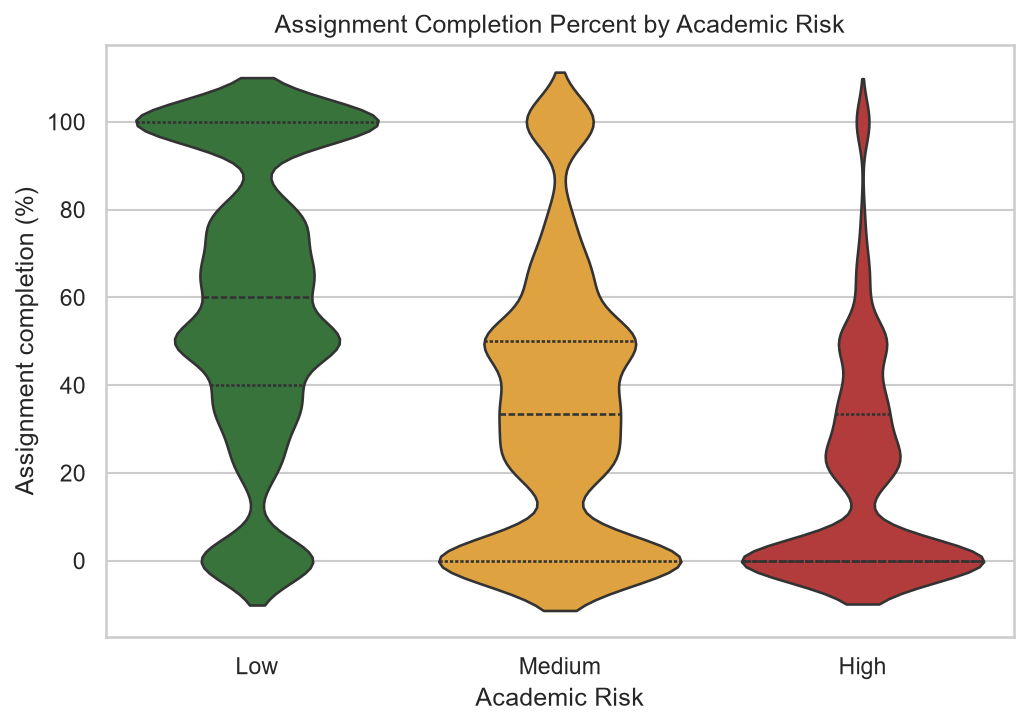 Assignment Completion Percent by Academic Risk
Assignment completion (%)
100
80
60
40
20
0
Low
Medium
High
Academic Risk